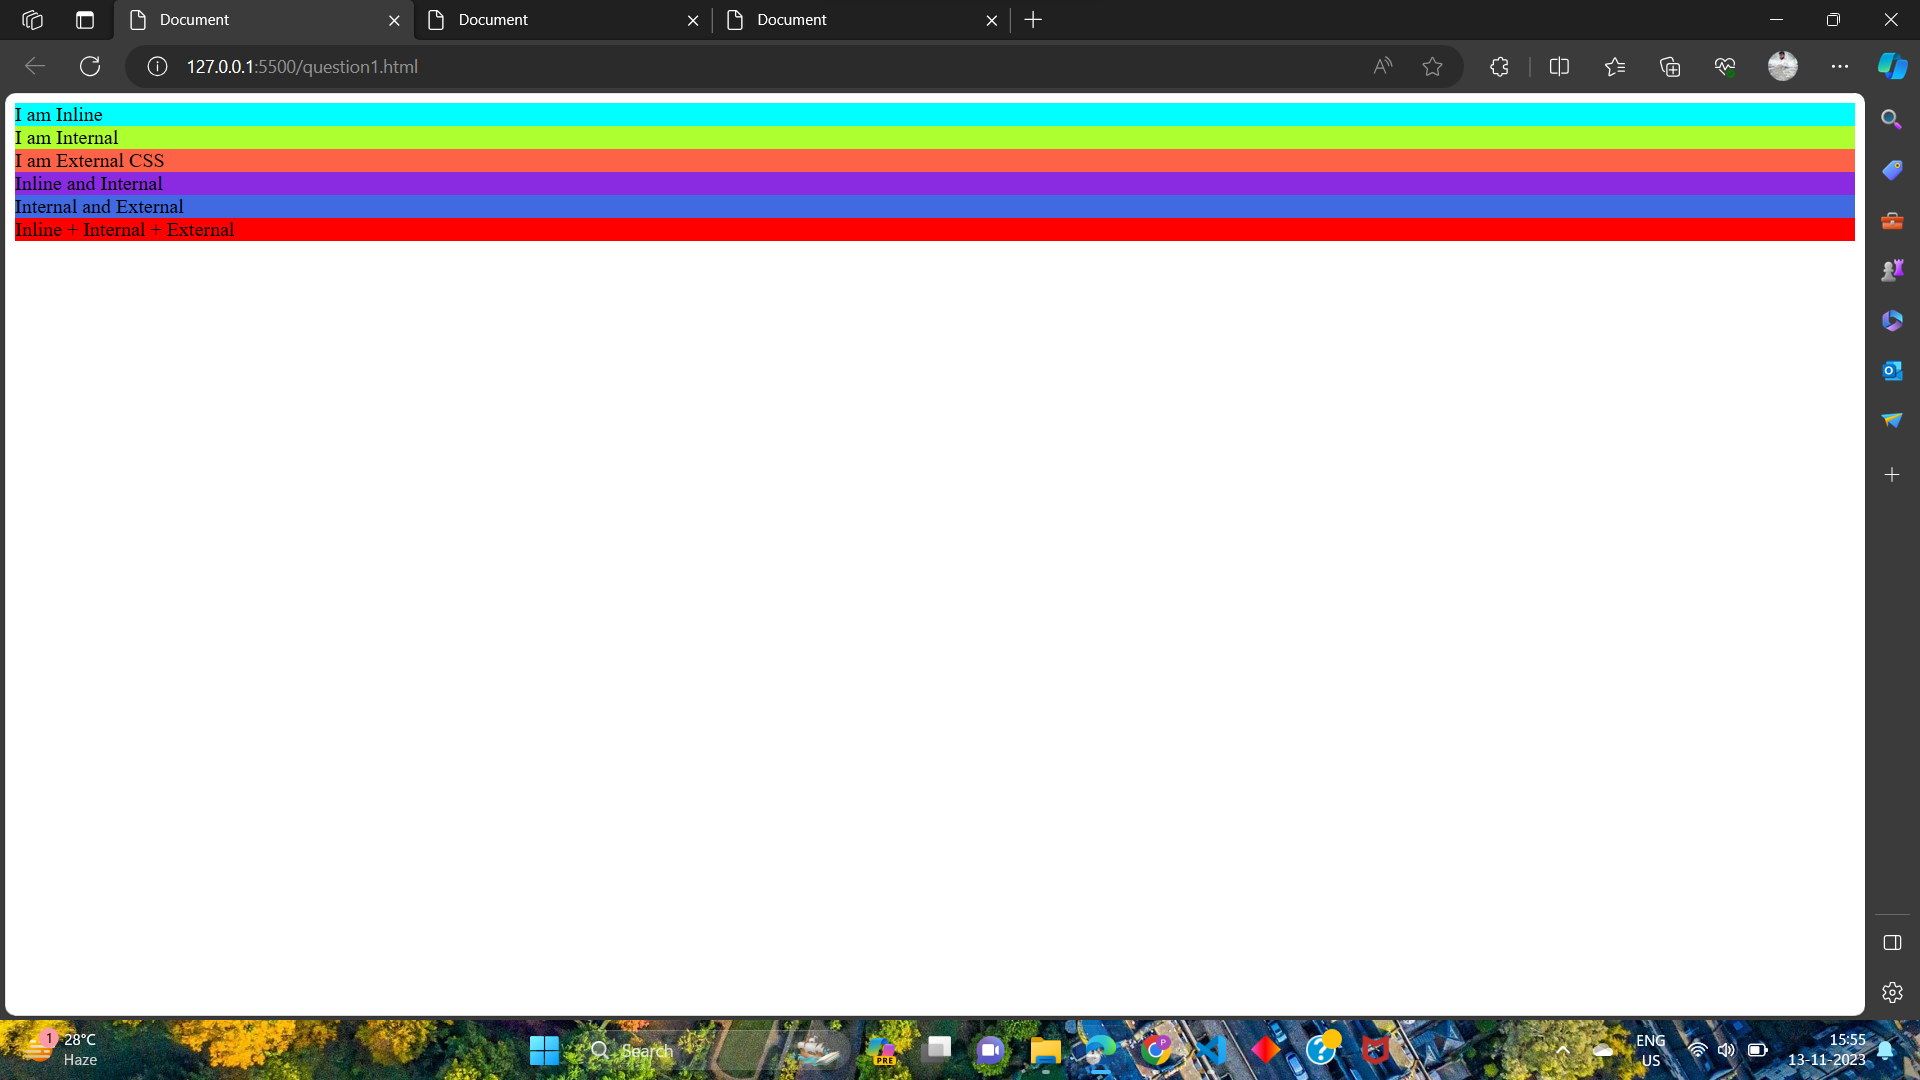 Document
Document
Document
127.0.0.1:5500/question1.html
I am Inline
I am Internal
I am External CSS
Inline and Internal
Internal and External
Inline + Internal + External
1
28°C
Haze
Search
PRE
ENG
US
15:55
13-11-2023